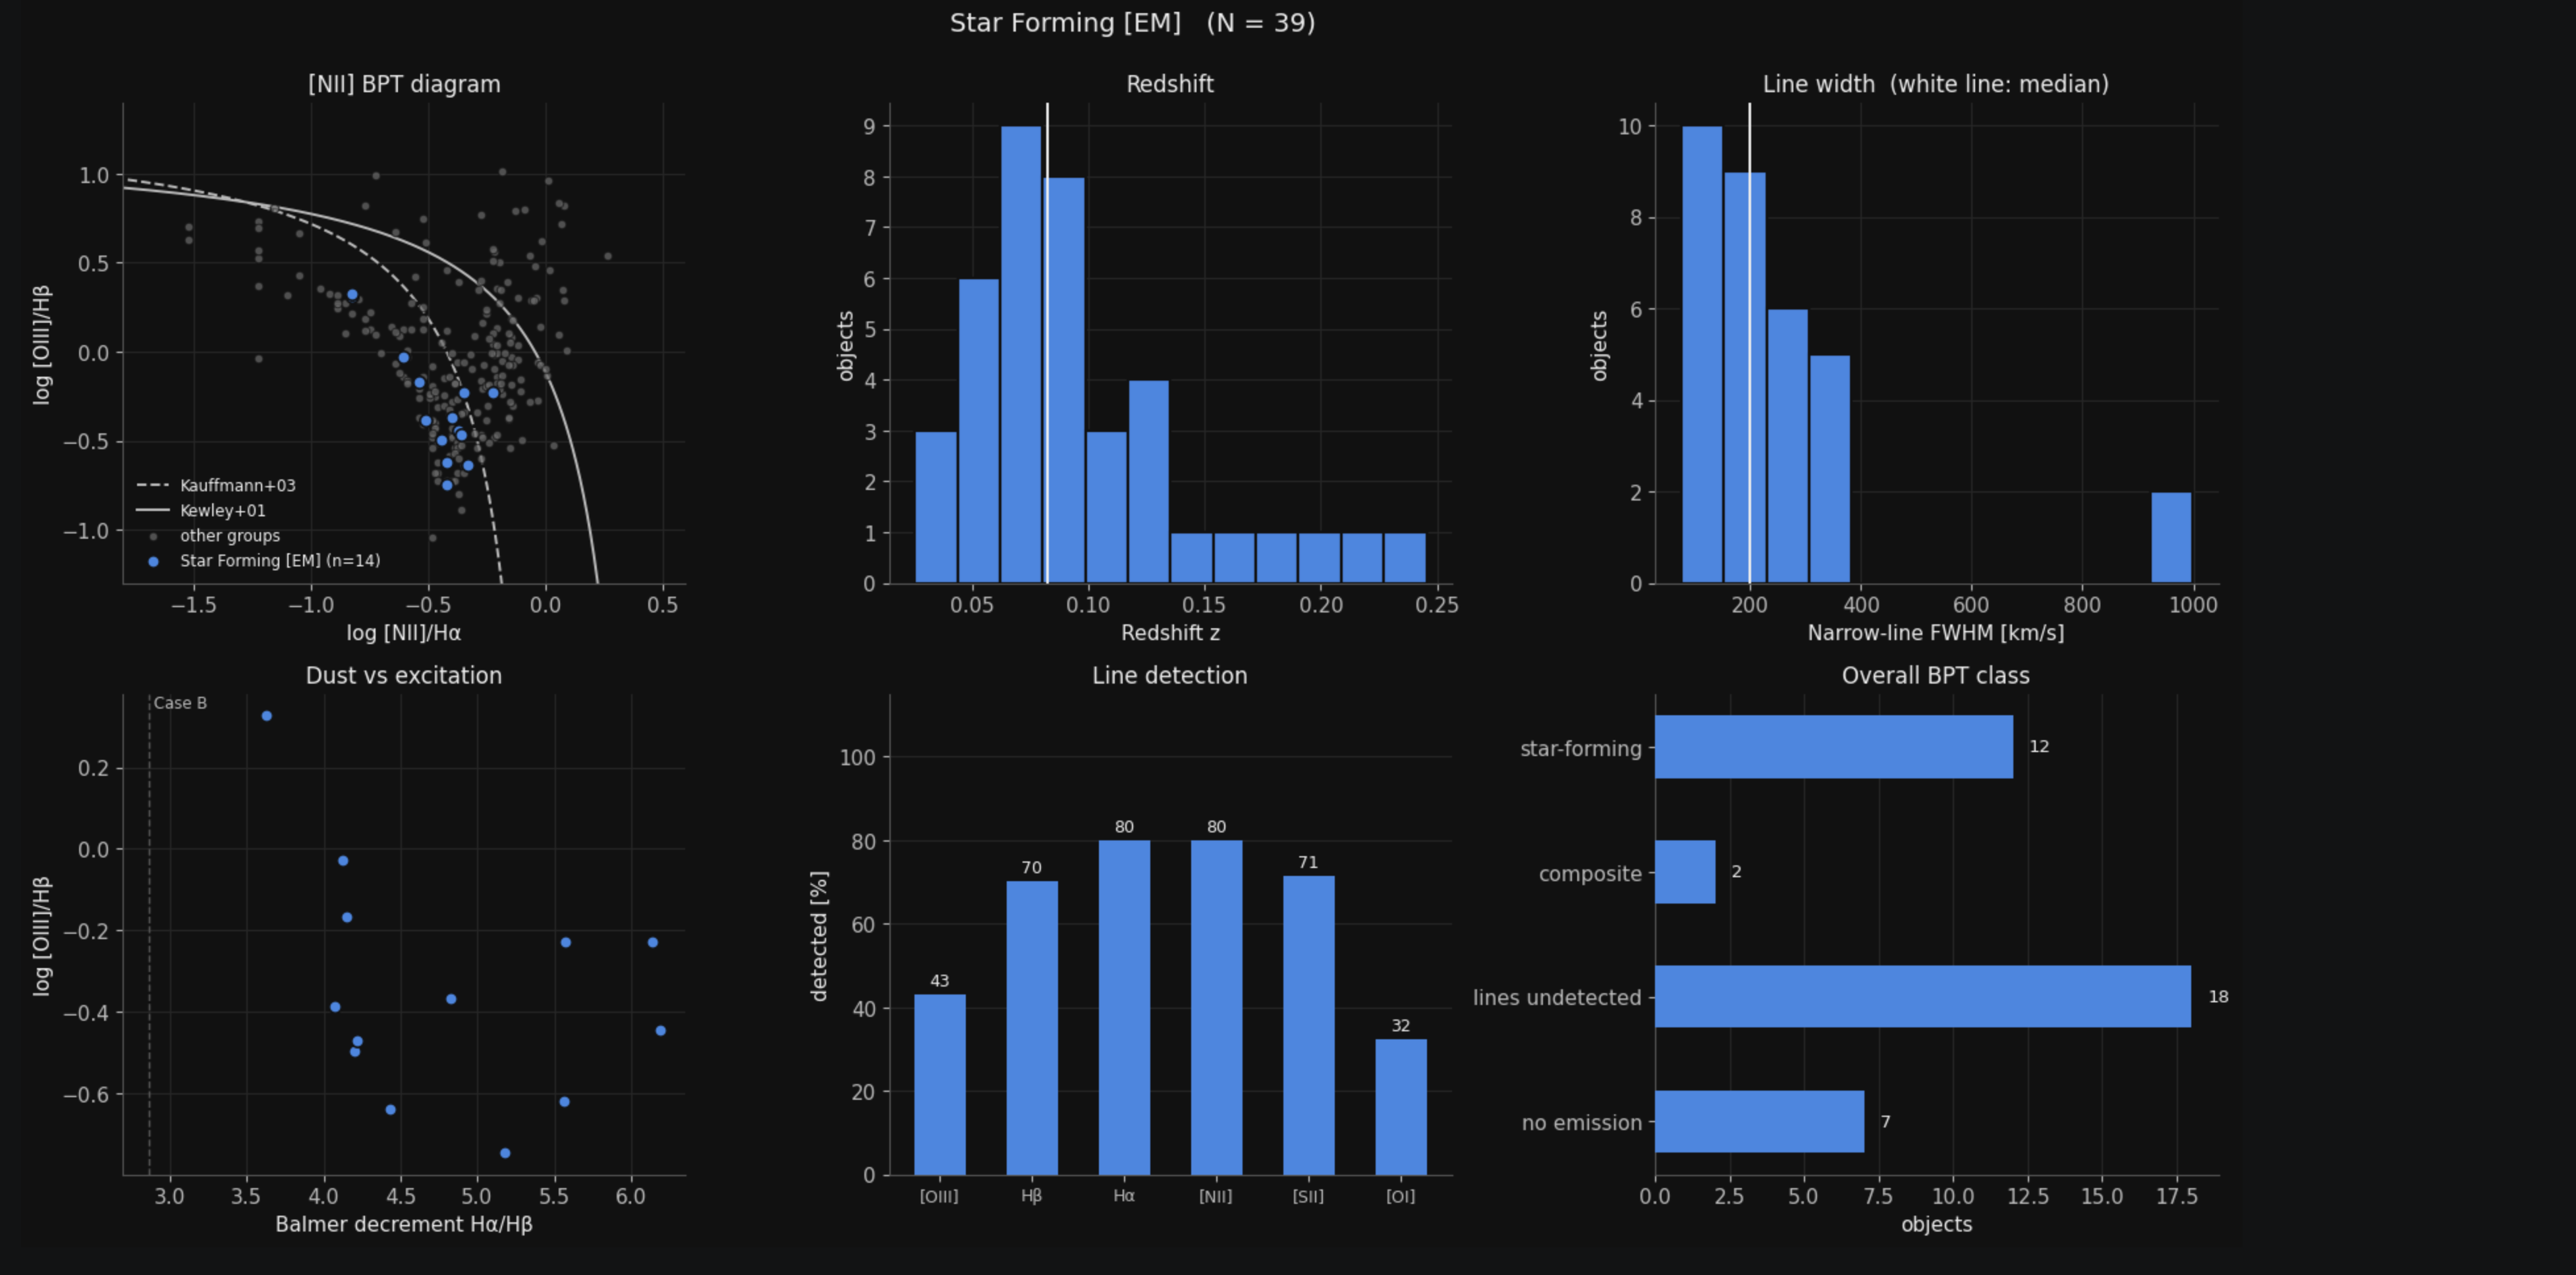 Star Forming [EM]   (N = 39)
[NII] BPT diagram
log [OIII]/Hβ
1.0
0.5
0.0
−0.5
−1.0
Kauffmann+03
Kewley+01
other groups
Star Forming [EM] (n=14)
−1.5 −1.0 −0.5 0.0 0.5
log [NII]/Hα
Redshift
objects
9
8
7
6
5
4
3
2
1
0
0.05 0.10 0.15 0.20 0.25
Redshift z
Line width  (white line: median)
objects
10
8
6
4
2
0
200 400 600 800 1000
Narrow-line FWHM [km/s]
Dust vs excitation
log [OIII]/Hβ
Case B
0.2
0.0
−0.2
−0.4
−0.6
3.0 3.5 4.0 4.5 5.0 5.5 6.0
Balmer decrement Hα/Hβ
Line detection
detected [%]
100
80
60
40
20
0
43 70 80 80 71 32
[OIII] Hβ Hα [NII] [SII] [OI]
Overall BPT class
star-forming 12
composite 2
lines undetected 18
no emission 7
0.0 2.5 5.0 7.5 10.0 12.5 15.0 17.5
objects